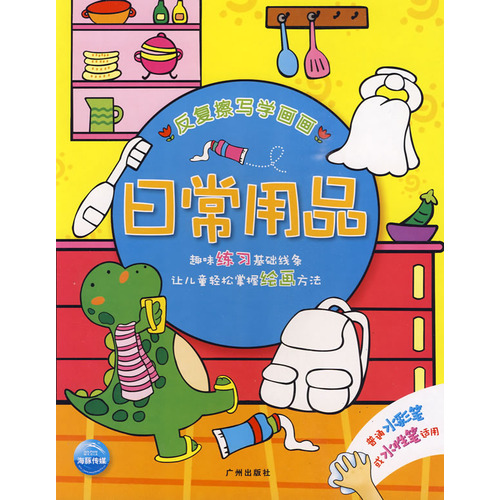 反复擦写学画画
日常用品
趣味练习基础线条
让儿童轻松掌握绘画方法
普通水彩笔
或水性笔适用
海豚传媒
广州出版社